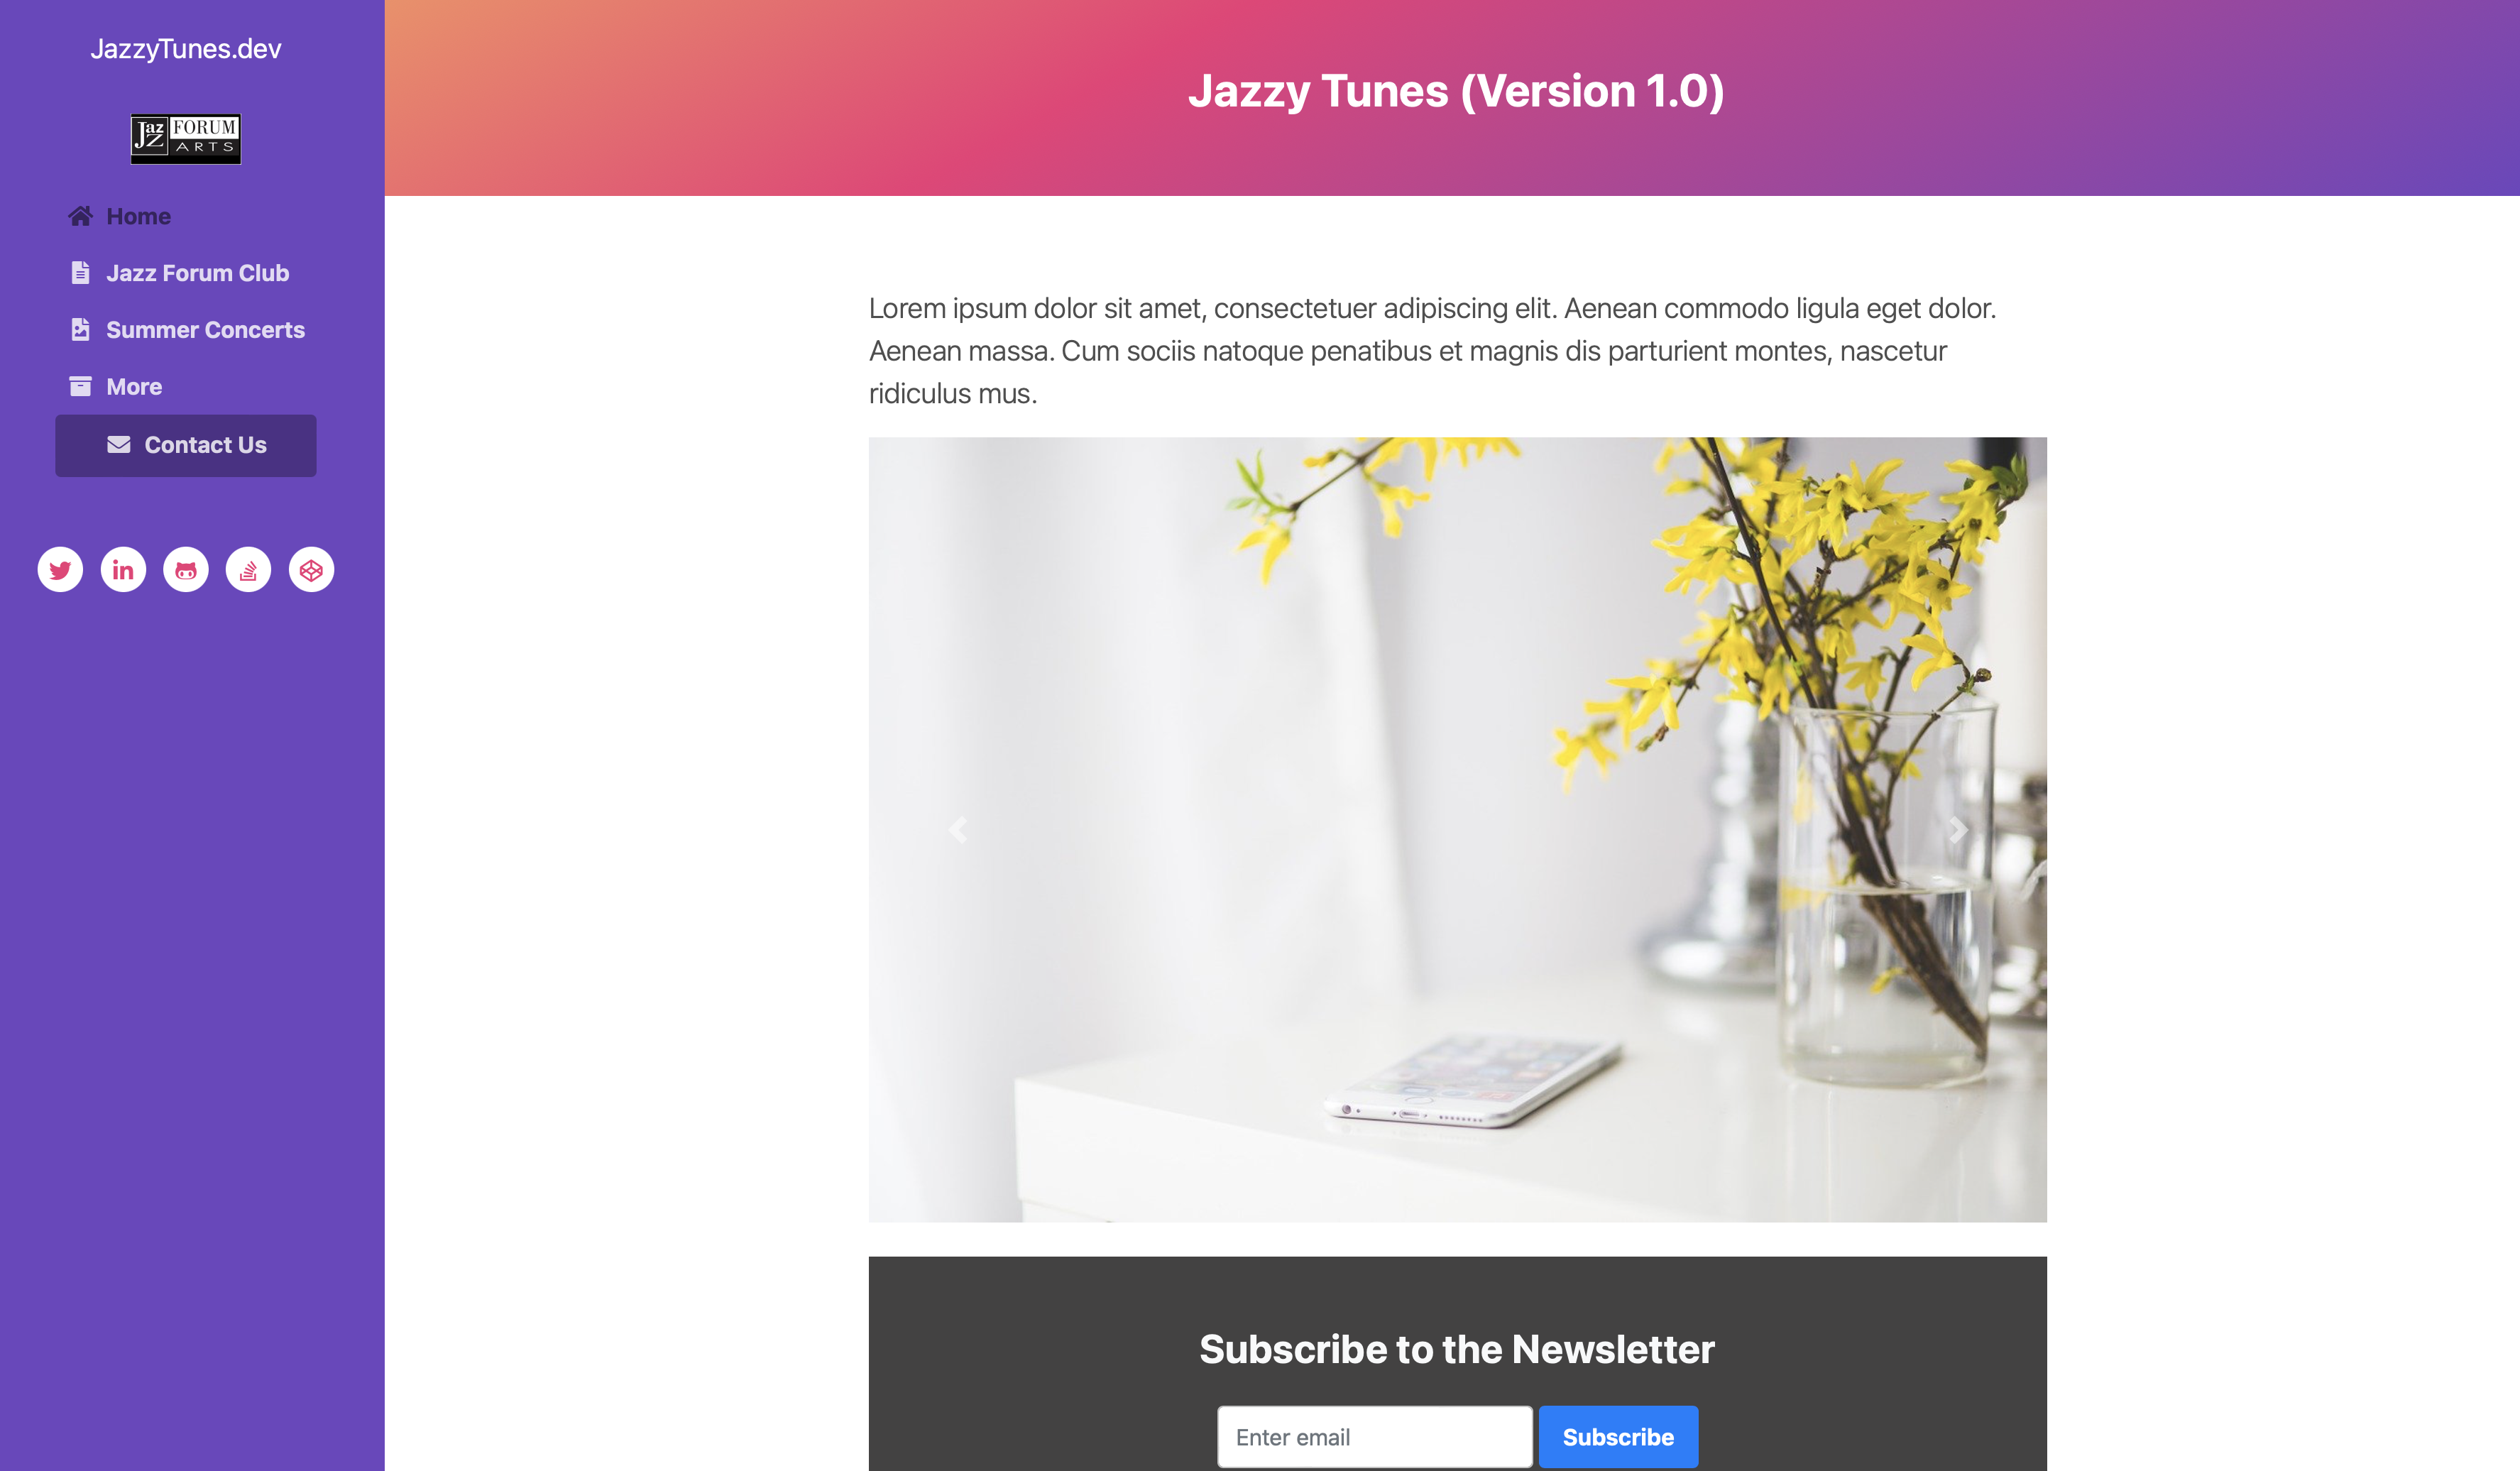 JazzyTunes.dev
Jazz FORUM ARTS
Home
Jazz Forum Club
Summer Concerts
More
Contact Us
in
Jazzy Tunes (Version 1.0)
Lorem ipsum dolor sit amet, consectetuer adipiscing elit. Aenean commodo ligula eget dolor.
Aenean massa. Cum sociis natoque penatibus et magnis dis parturient montes, nascetur
ridiculus mus.
Subscribe to the Newsletter
Enter email
Subscribe